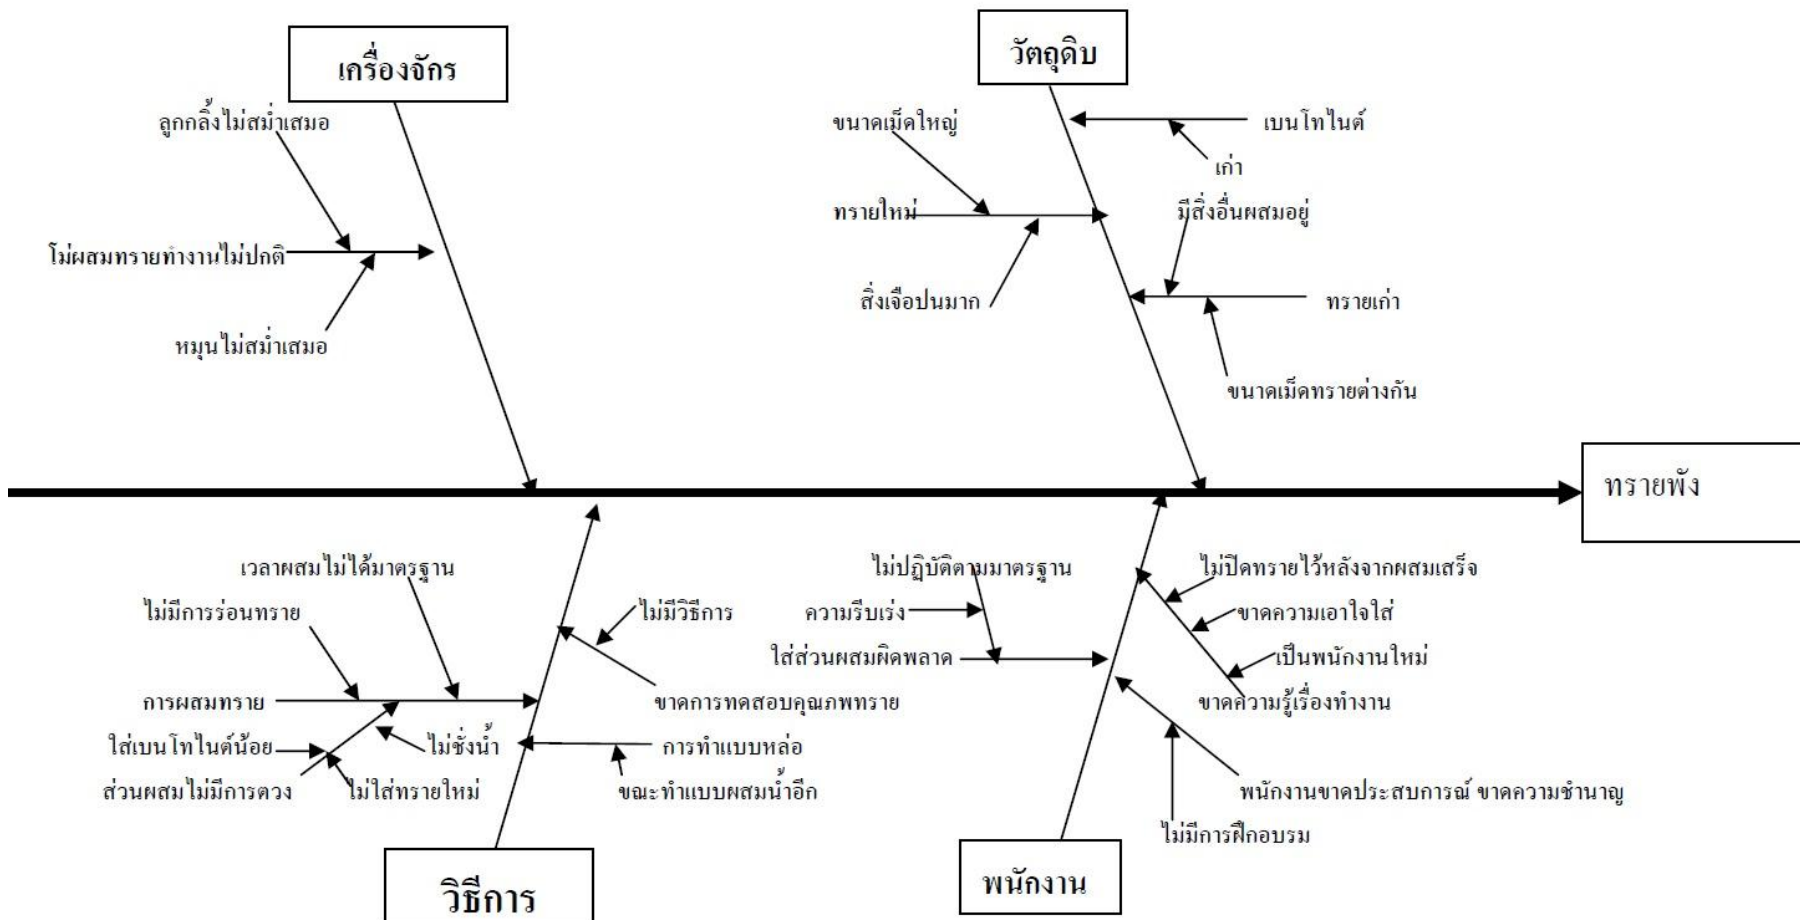 เครื่องจักร
วัตถุดิบ
ลูกกลิ้งไม่สม่ำเสมอ
โม่ผสมทรายทำงานไม่ปกติ
หมุนไม่สม่ำเสมอ
ขนาดเม็ดใหญ่
ทรายใหม่
สิ่งเจือปนมาก
เบนโทไนต์
เก่า
มีสิ่งอื่นผสมอยู่
ทรายเก่า
ขนาดเม็ดทรายต่างกัน
ทรายพัง
เวลาผสมไม่ได้มาตรฐาน
ไม่มีการร่อนทราย
การผสมทราย
ใส่เบนโทไนต์น้อย
ไม่ชั่งน้ำ
ส่วนผสมไม่มีการตวง
ไม่ใส่ทรายใหม่
ไม่มีวิธีการ
ขาดการทดสอบคุณภพทราย
การทำแบบหล่อ
ขณะทำแบบผสมน้ำอีก
วิธีการ
ไม่ปฏิบัติตามมาตรฐาน
ความรีบเร่ง
ใส่ส่วนผสมผิดพลาด
ไม่ปิดทรายไว้หลังจากผสมเสร็จ
ขาดความเอาใจใส่
เป็นพนักงานใหม่
ขาดความรู้เรื่องทำงาน
พนักงานขาดประสบการณ์ ขาดความชำนาญ
ไม่มีการฝึกอบรม
พนักงาน